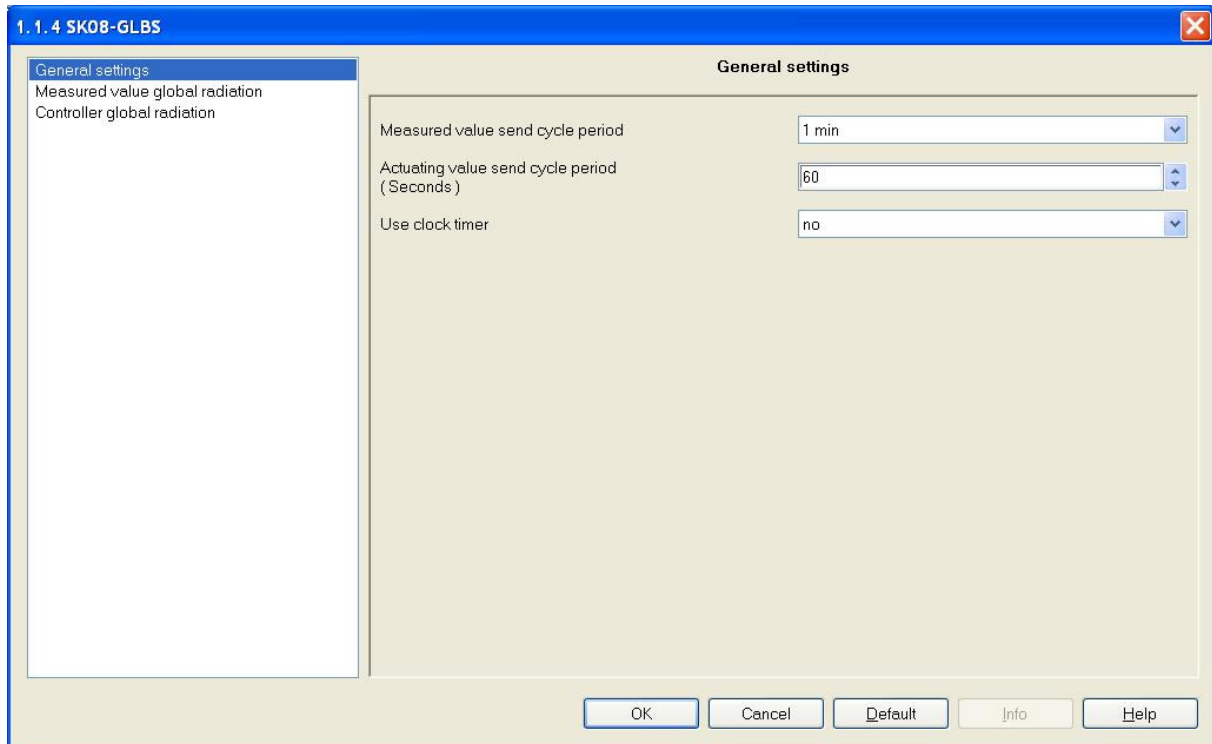 1.1.4 SK08-GLBS
General settings
Measured value global radiation
Controller global radiation
General settings
Measured value send cycle period
1 min
Actuating value send cycle period
(Seconds)
60
Use clock timer
no
OK
Cancel
Default
Info
Help